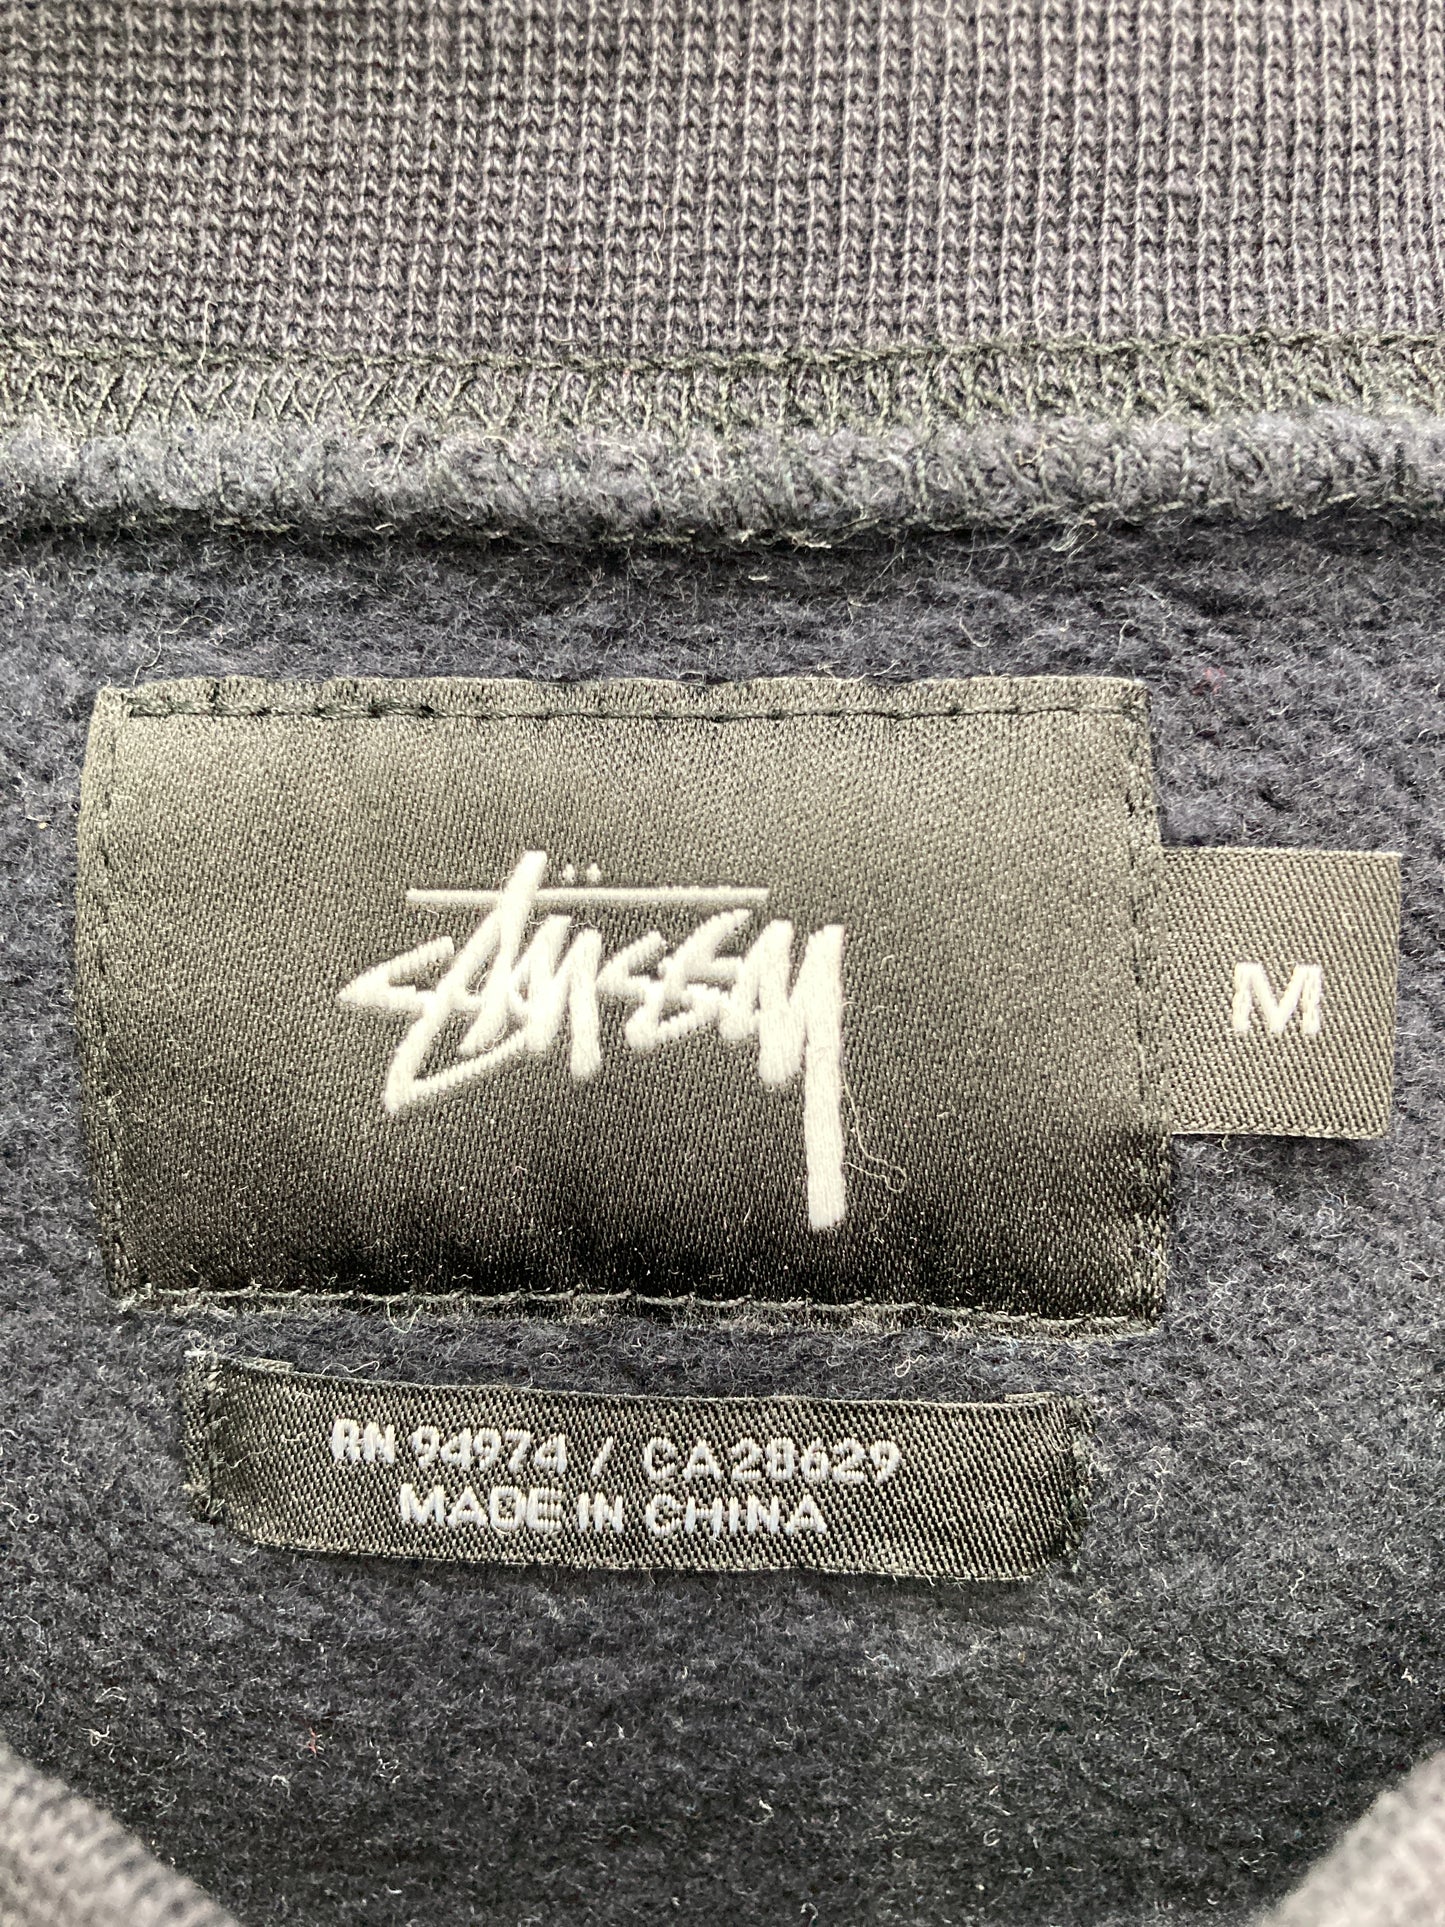 Stüssy
M
RN 94974 / CA28629
MADE IN CHINA